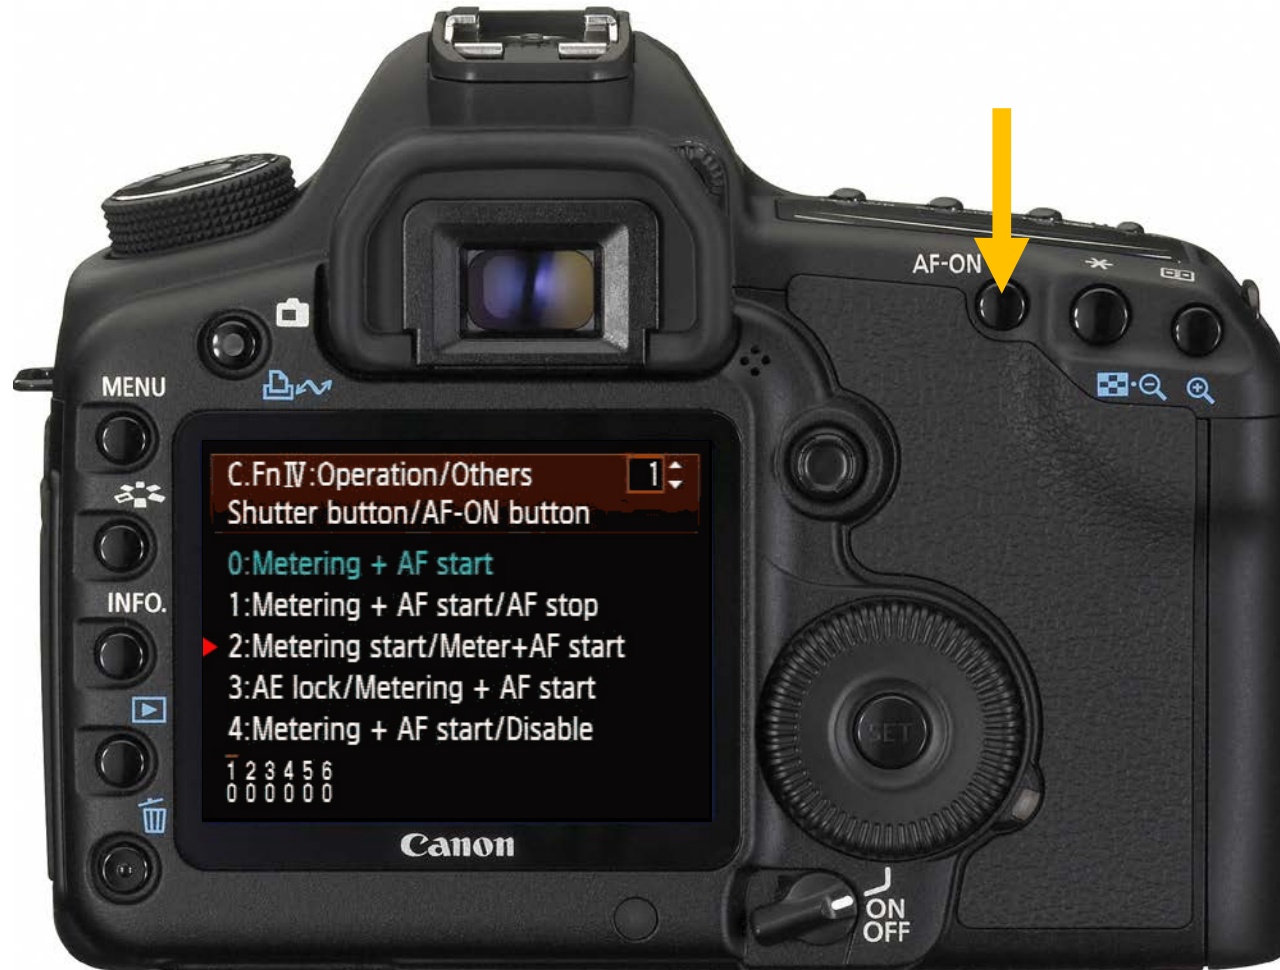 AF-ON
MENU
C.FnⅣ:Operation/Others 1
Shutter button/AF-ON button
0:Metering + AF start
1:Metering + AF start/AF stop
2:Metering start/Meter+AF start
3:AE lock/Metering + AF start
4:Metering + AF start/Disable
1 2 3 4 5 6
0 0 0 0 0 0
INFO.
SET
Canon
ON
OFF